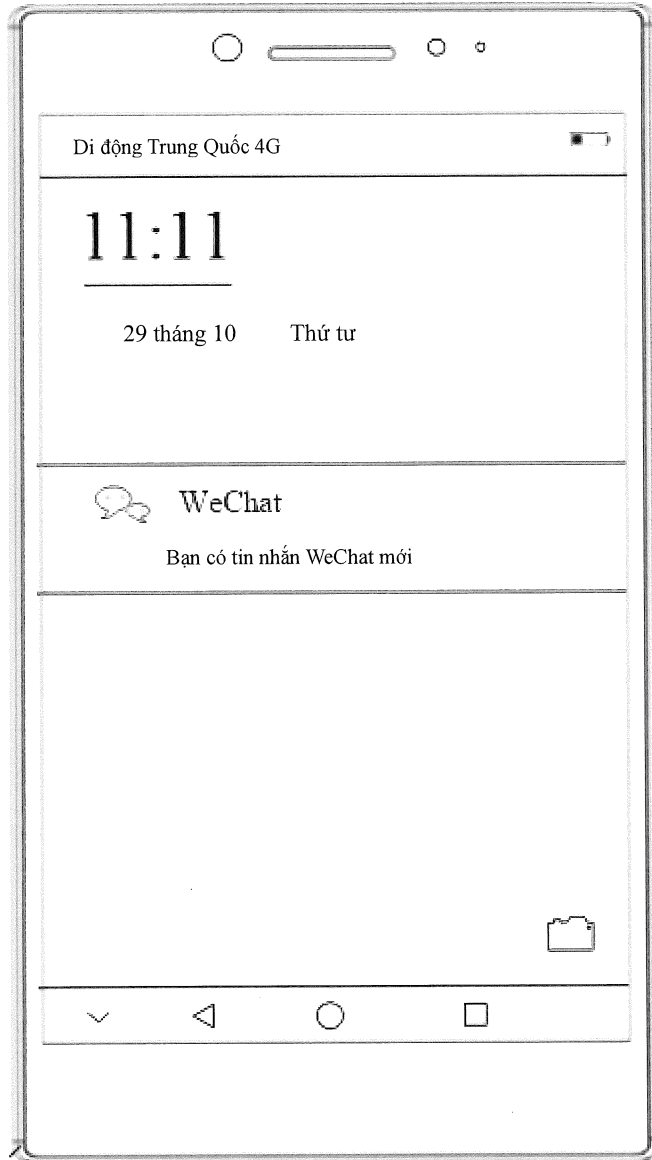 Di động Trung Quốc 4G
11:11
29 tháng 10 Thứ tư
WeChat
Bạn có tin nhắn WeChat mới